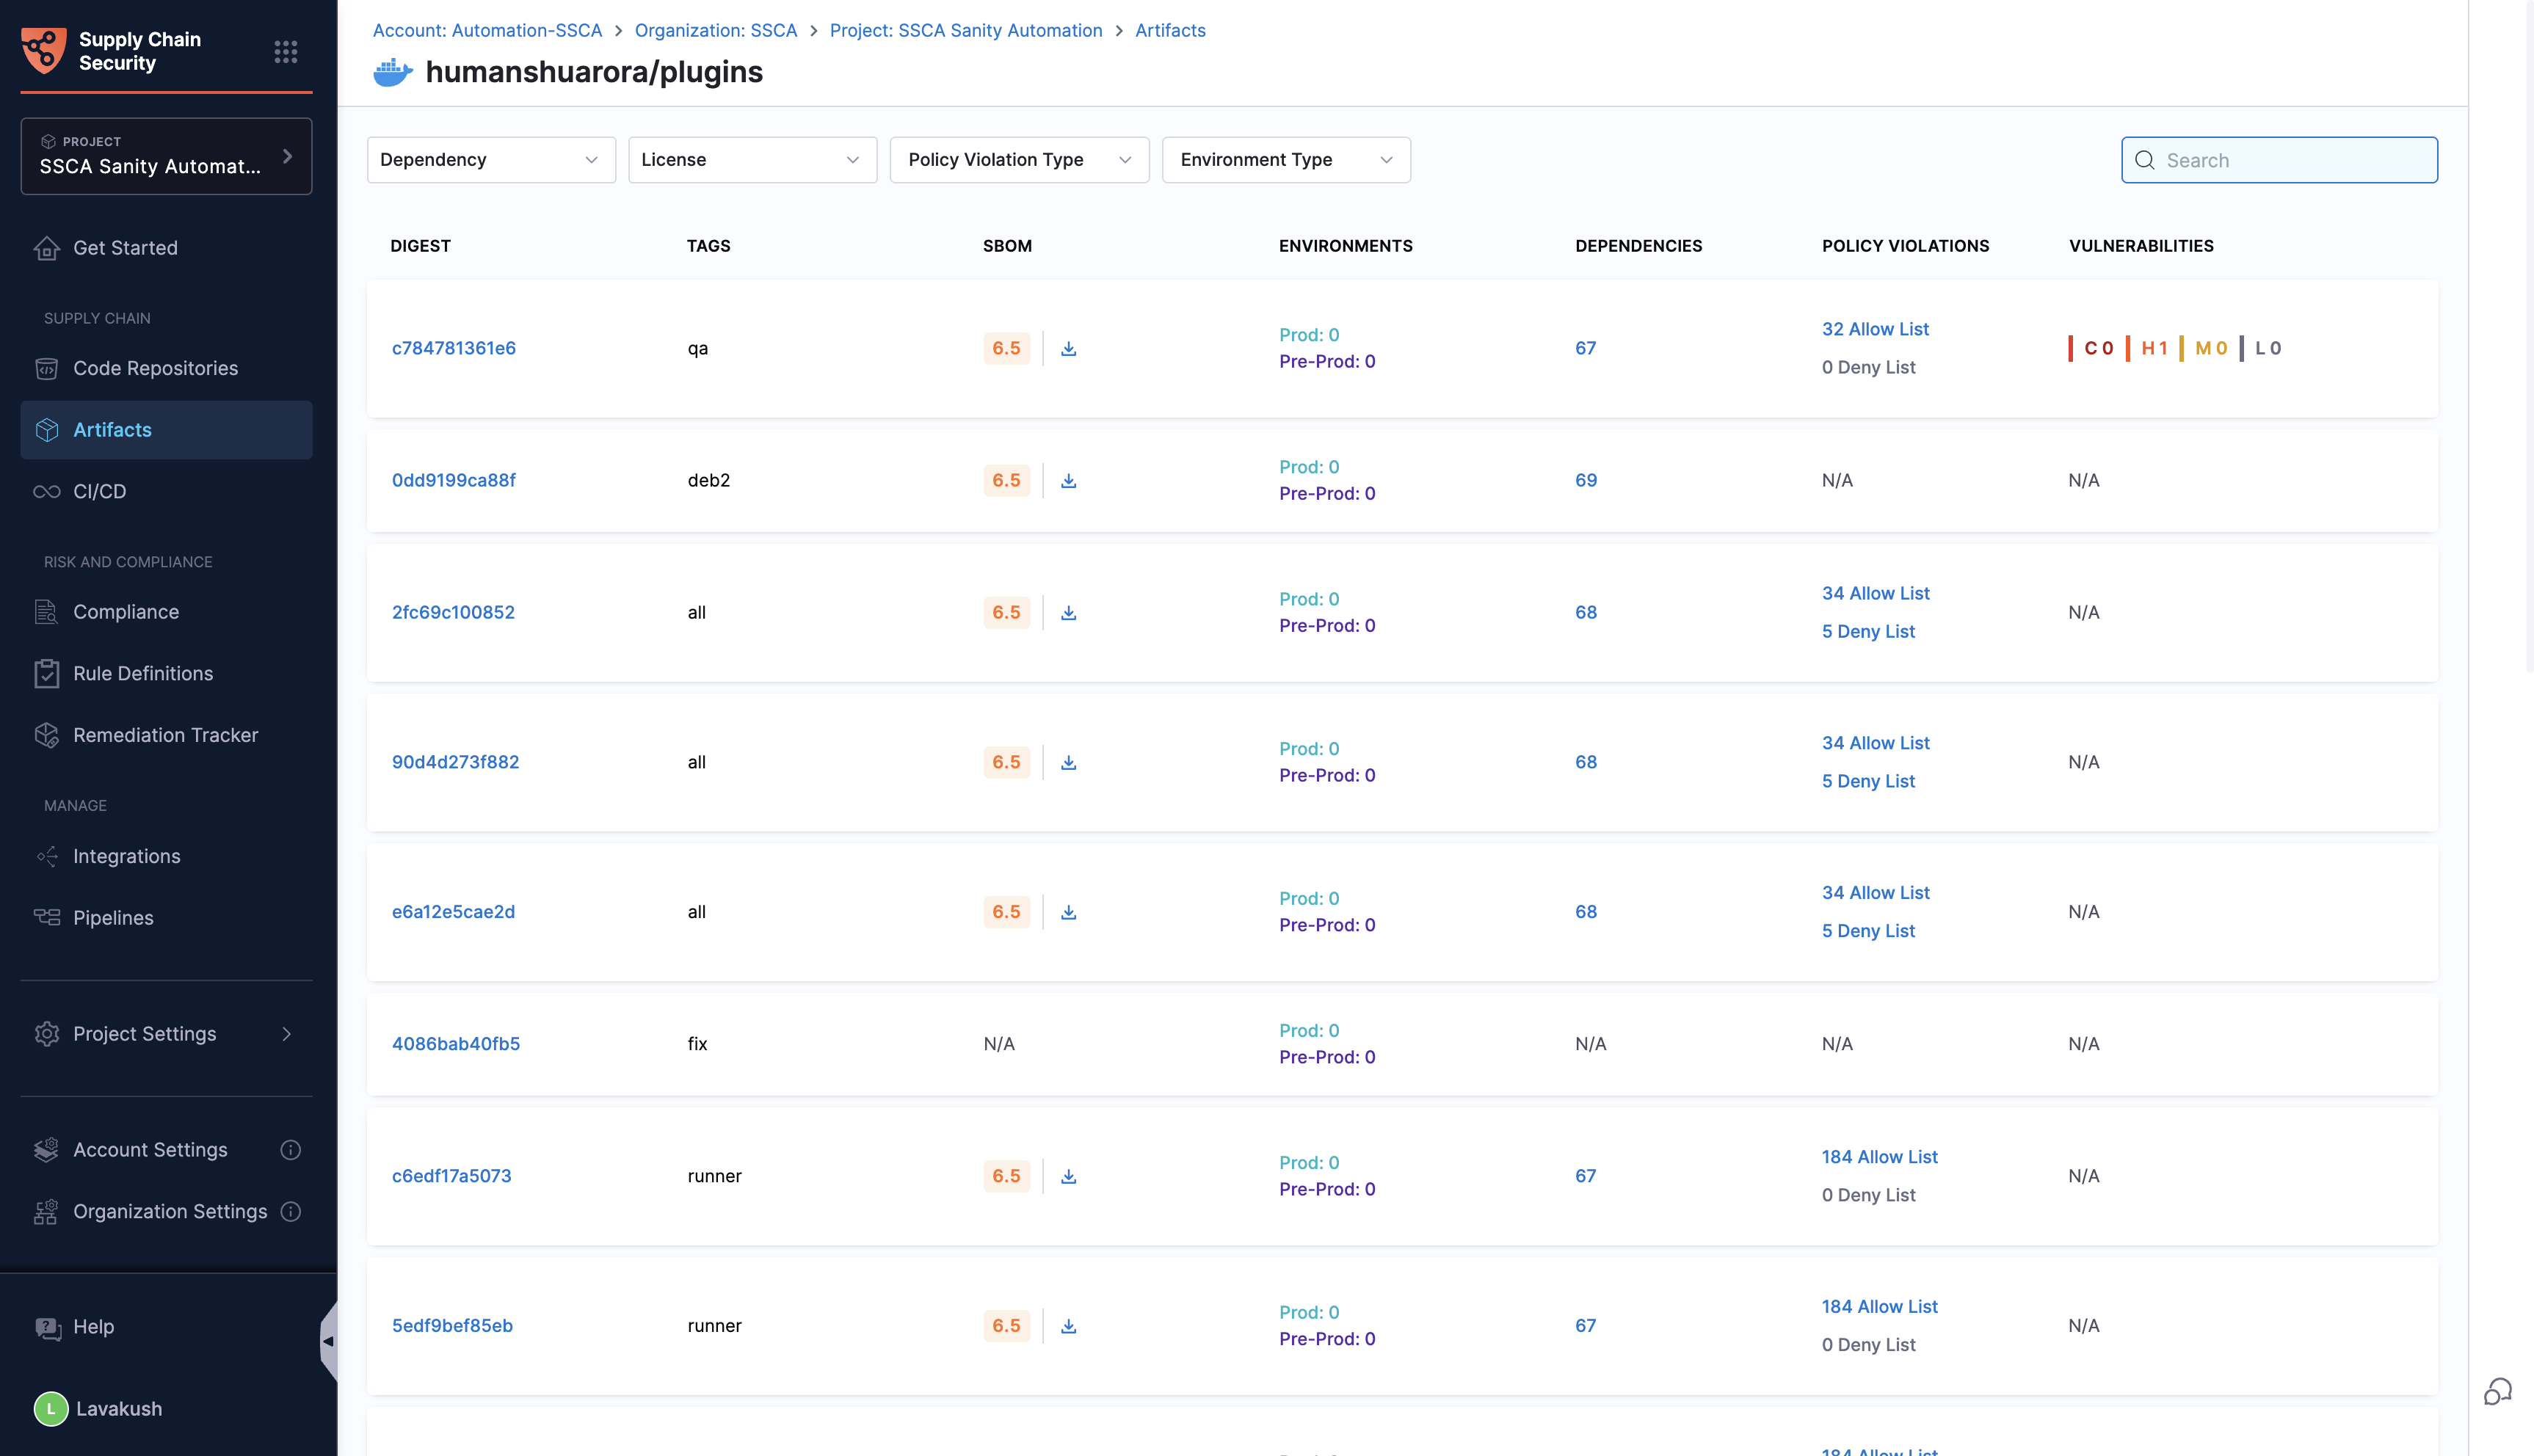 Supply Chain
Security
PROJECT
SSCA Sanity Automat...
Get Started
SUPPLY CHAIN
Code Repositories
Artifacts
CI/CD
RISK AND COMPLIANCE
Compliance
Rule Definitions
Remediation Tracker
MANAGE
Integrations
Pipelines
Project Settings
Account Settings
Organization Settings
Help
L Lavakush
Account: Automation-SSCA > Organization: SSCA > Project: SSCA Sanity Automation > Artifacts
humanshuarora/plugins
Dependency License Policy Violation Type Environment Type Search
DIGEST TAGS SBOM ENVIRONMENTS DEPENDENCIES POLICY VIOLATIONS VULNERABILITIES
c784781361e6 qa 6.5 Prod: 0 Pre-Prod: 0 67 32 Allow List 0 Deny List C 0 H 1 M 0 L 0
0dd9199ca88f deb2 6.5 Prod: 0 Pre-Prod: 0 69 N/A N/A
2fc69c100852 all 6.5 Prod: 0 Pre-Prod: 0 68 34 Allow List 5 Deny List N/A
90d4d273f882 all 6.5 Prod: 0 Pre-Prod: 0 68 34 Allow List 5 Deny List N/A
e6a12e5cae2d all 6.5 Prod: 0 Pre-Prod: 0 68 34 Allow List 5 Deny List N/A
4086bab40fb5 fix N/A Prod: 0 Pre-Prod: 0 N/A N/A N/A
c6edf17a5073 runner 6.5 Prod: 0 Pre-Prod: 0 67 184 Allow List 0 Deny List N/A
5edf9bef85eb runner 6.5 Prod: 0 Pre-Prod: 0 67 184 Allow List 0 Deny List N/A
184 Allow List